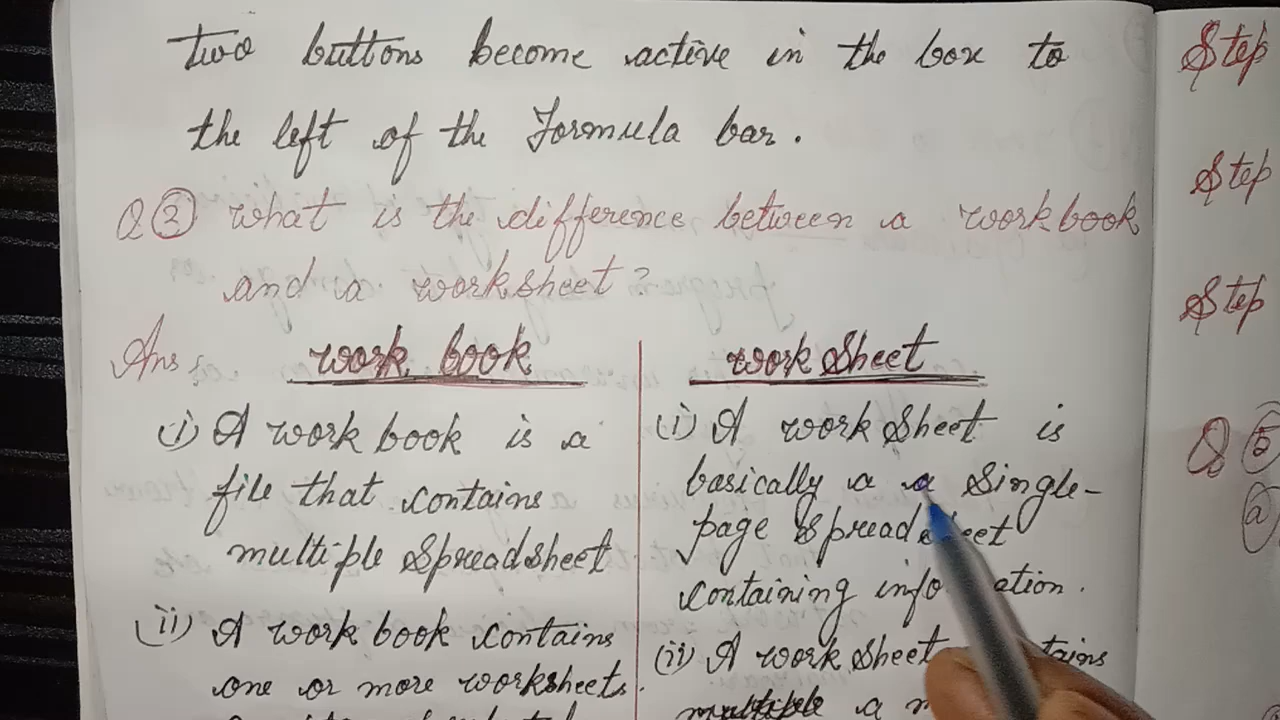 two buttons become active in the box to
the left of the Formula bar.
Q② what is the difference between a workbook
and a worksheet?
Ans
work book
(i) A work book is a
file that contains
multiple Spreadsheet
(ii) A work book contains
one or more worksheets.
work Sheet
(i) A work Sheet is
basically a a Single-
page Spreadsheet
containing information.
(ii) A work Sheet contains
a
Step
Step
Step
Q ⑤
ⓐ